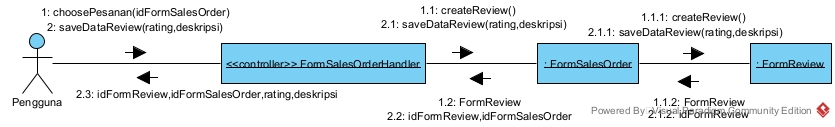 1: choosePesanan(idFormSalesOrder)
2: saveDataReview(rating,deskripsi)
Pengguna
2.3: idFormReview,idFormSalesOrder,rating,deskripsi
<<controller>> FormSalesOrderHandler
1.1: createReview()
2.1: saveDataReview(rating,deskripsi)
1.2: FormReview
2.2: idFormReview,idFormSalesOrder
: FormSalesOrder
1.1.1: createReview()
2.1.1: saveDataReview(rating,deskripsi)
1.1.2: FormReview
2.1.2: idFormReview
: FormReview
Powered By: Visual Paradigm Community Edition